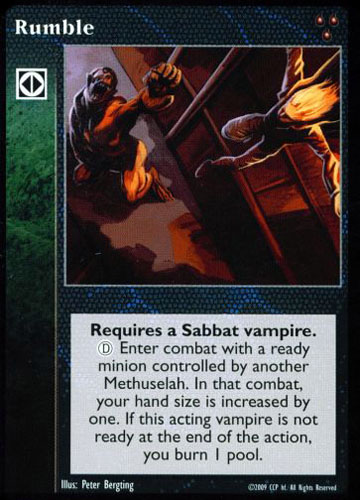 Rumble
Requires a Sabbat vampire.
Ⓓ Enter combat with a ready
minion controlled by another
Methuselah. In that combat,
your hand size is increased by
one. If this acting vampire is not
ready at the end of the action,
you burn 1 pool.
Illus: Peter Bergting
©2009 CCP hf. All Rights Reserved